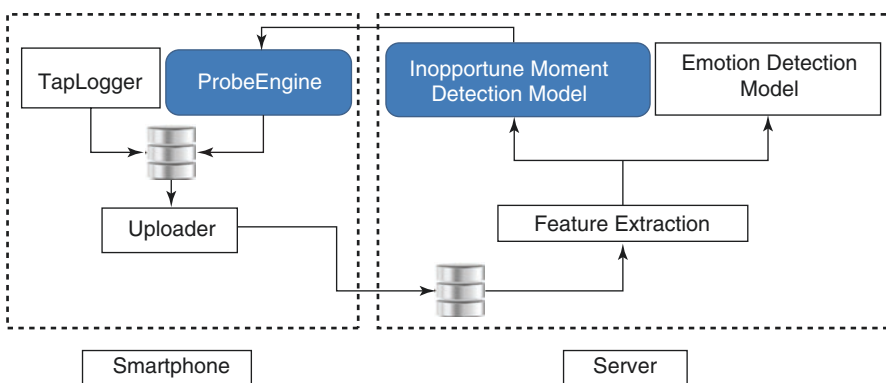 TapLogger
ProbeEngine
Inopportune Moment
Detection Model
Emotion Detection
Model
Uploader
Feature Extraction
Smartphone
Server